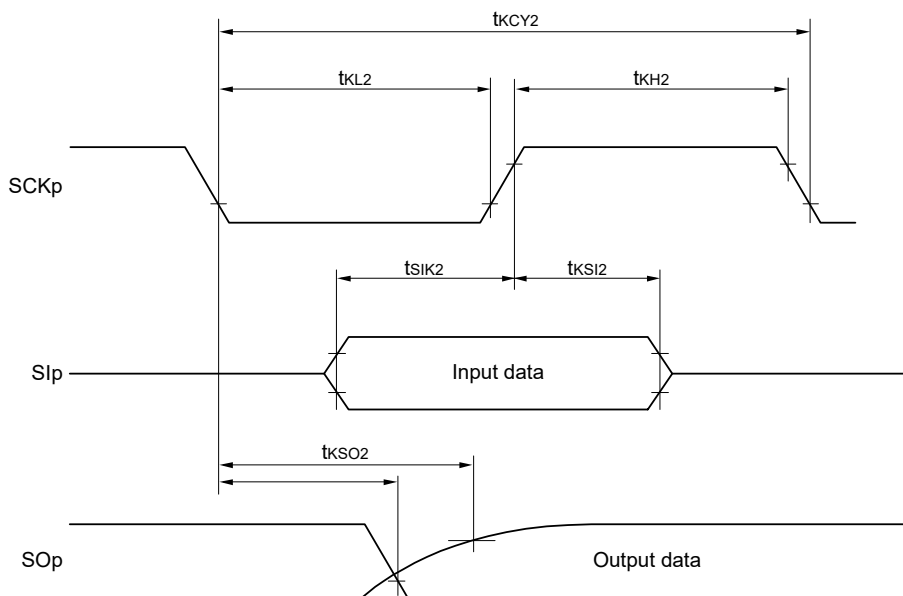 tKCY2
tKL2
tKH2
SCKp
tSIK2
tKSI2
SIp
Input data
tKSO2
SOp
Output data